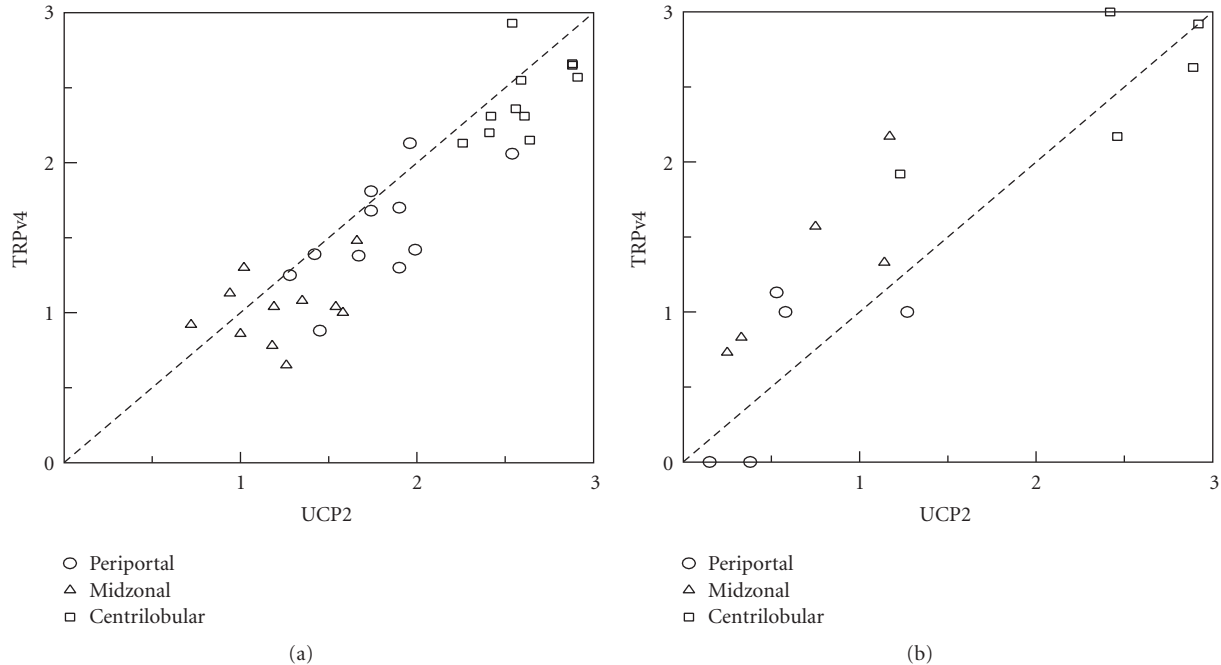 3
2
TRPv4
1
0
1
2
3
UCP2
Periportal
Midzonal
Centrilobular
(a)
3
2
TRPv4
1
0
1
2
3
UCP2
Periportal
Midzonal
Centrilobular
(b)